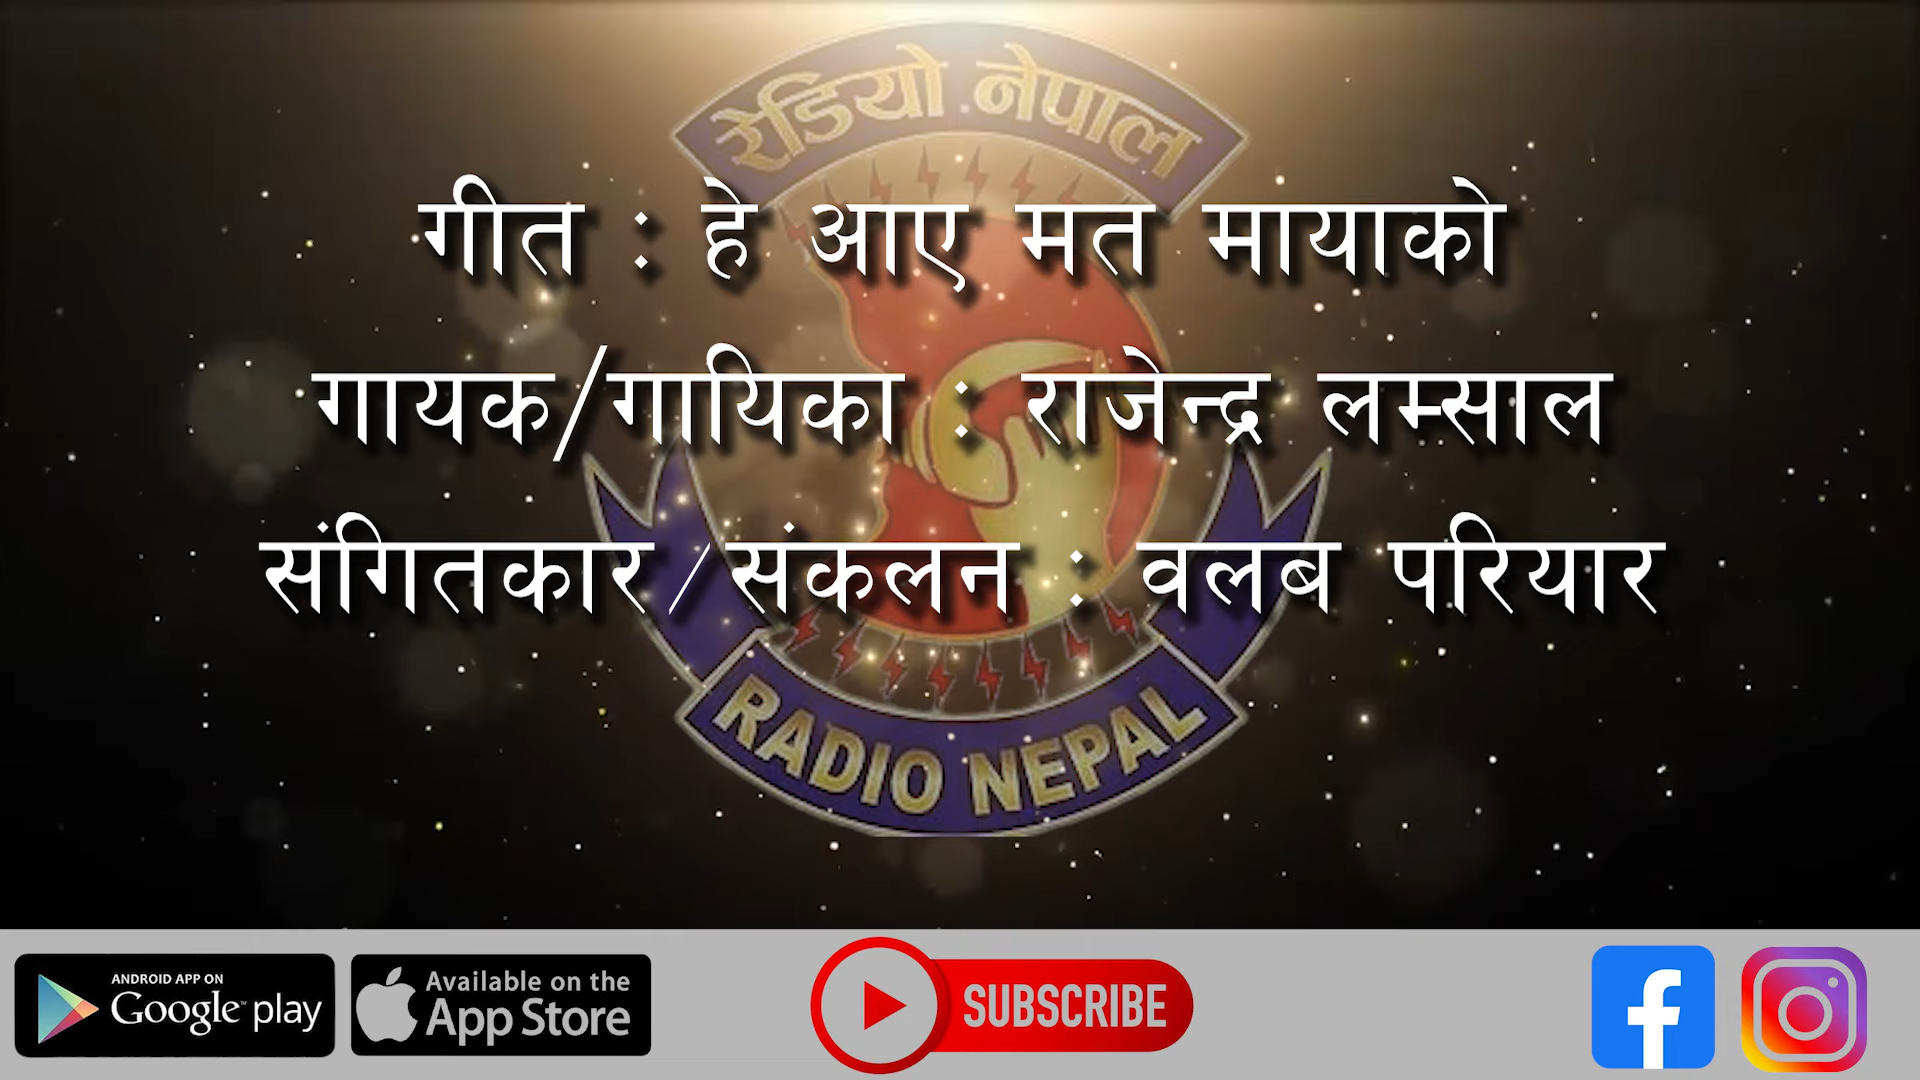 रेडियो नेपाल
गीत : हे आए मत मायाको
गायक/गायिका : राजेन्द्र लम्साल
संगितकार/संकलन : वलब परियार
RADIO NEPAL
ANDROID APP ON
Google play
Available on the
App Store
SUBSCRIBE